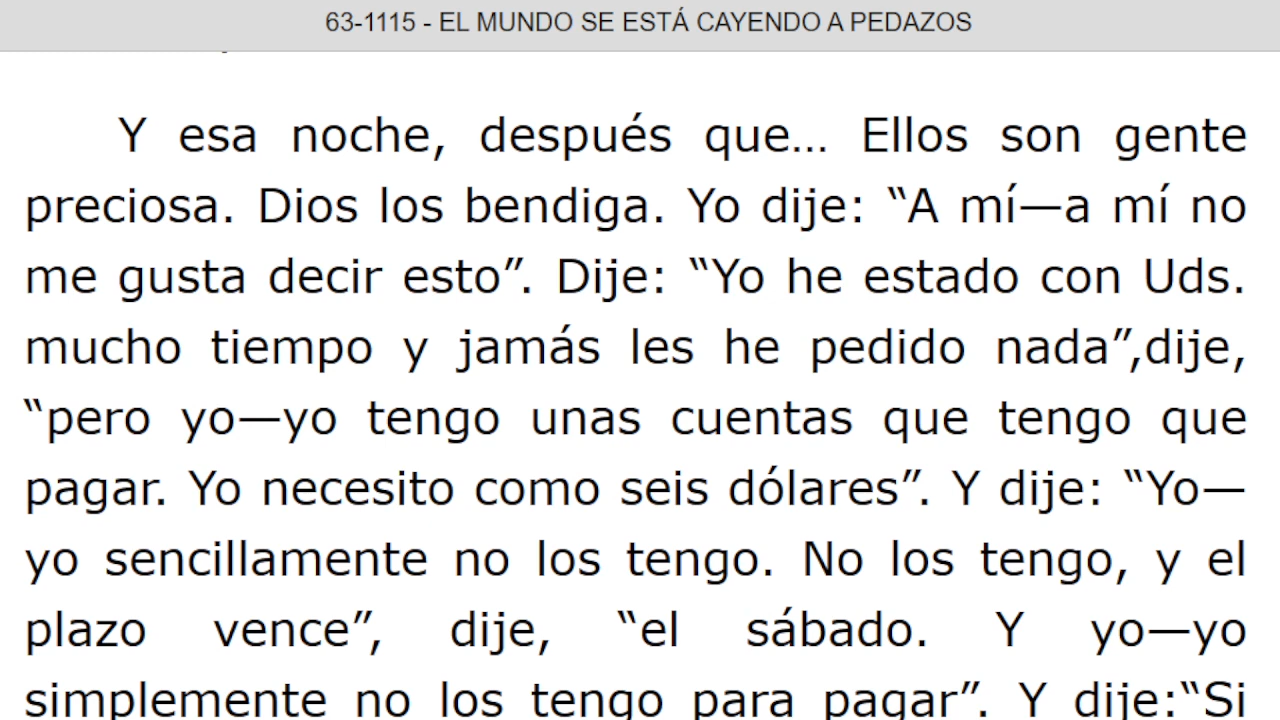 63-1115 - EL MUNDO SE ESTÁ CAYENDO A PEDAZOS
Y esa noche, después que… Ellos son gente
preciosa. Dios los bendiga. Yo dije: “A mí—a mí no
me gusta decir esto”. Dije: “Yo he estado con Uds.
mucho tiempo y jamás les he pedido nada”,dije,
“pero yo—yo tengo unas cuentas que tengo que
pagar. Yo necesito como seis dólares”. Y dije: “Yo—
yo sencillamente no los tengo. No los tengo, y el
plazo vence”, dije, “el sábado. Y yo—yo
simplemente no los tengo para pagar”. Y dije:“Si